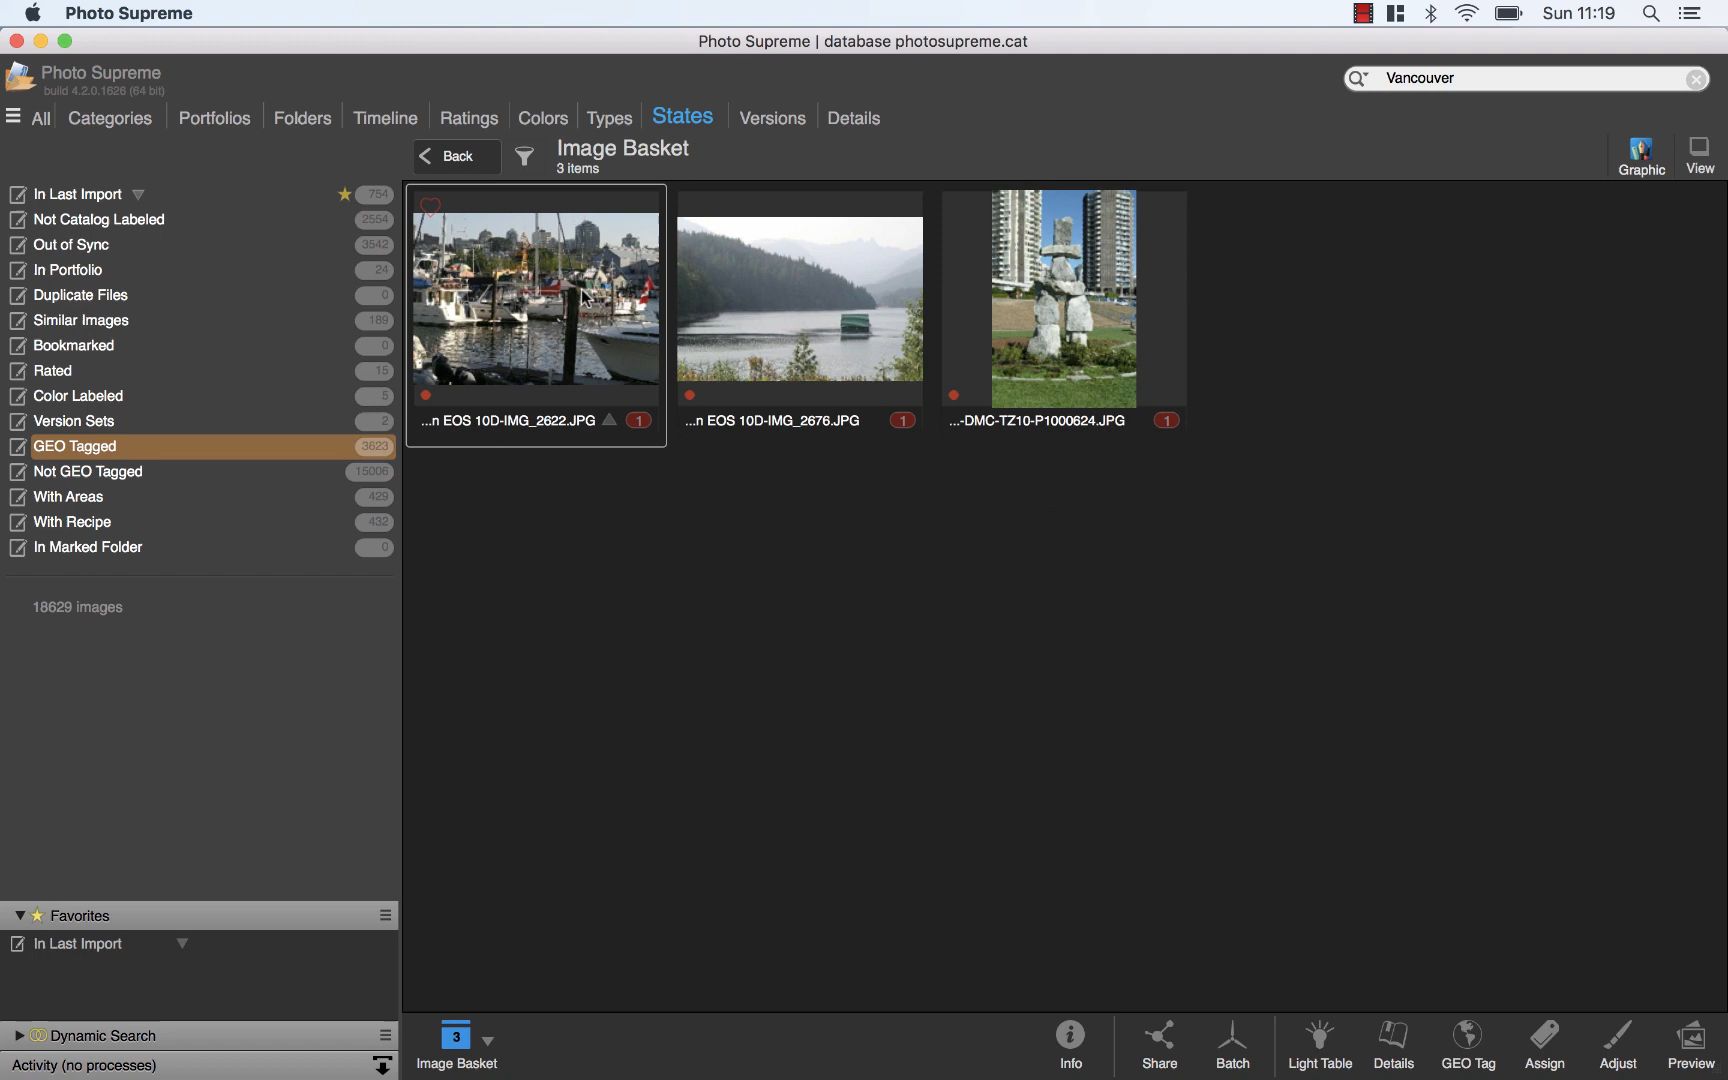 Photo Supreme
Sun 11:19
Photo Supreme | database photosupreme.cat
Photo Supreme
build 4.2.0.1626 (64 bit)
Vancouver
All
Categories
Portfolios
Folders
Timeline
Ratings
Colors
Types
States
Versions
Details
Back
Image Basket
3 items
Graphic
View
In Last Import
754
Not Catalog Labeled
2554
Out of Sync
3542
In Portfolio
24
Duplicate Files
0
Similar Images
189
Bookmarked
0
Rated
15
Color Labeled
5
Version Sets
2
GEO Tagged
3623
Not GEO Tagged
15006
With Areas
429
With Recipe
432
In Marked Folder
0
18629 images
...n EOS 10D-IMG_2622.JPG
1
...n EOS 10D-IMG_2676.JPG
1
...-DMC-TZ10-P1000624.JPG
1
Favorites
In Last Import
Dynamic Search
Activity (no processes)
3
Image Basket
Info
Share
Batch
Light Table
Details
GEO Tag
Assign
Adjust
Preview